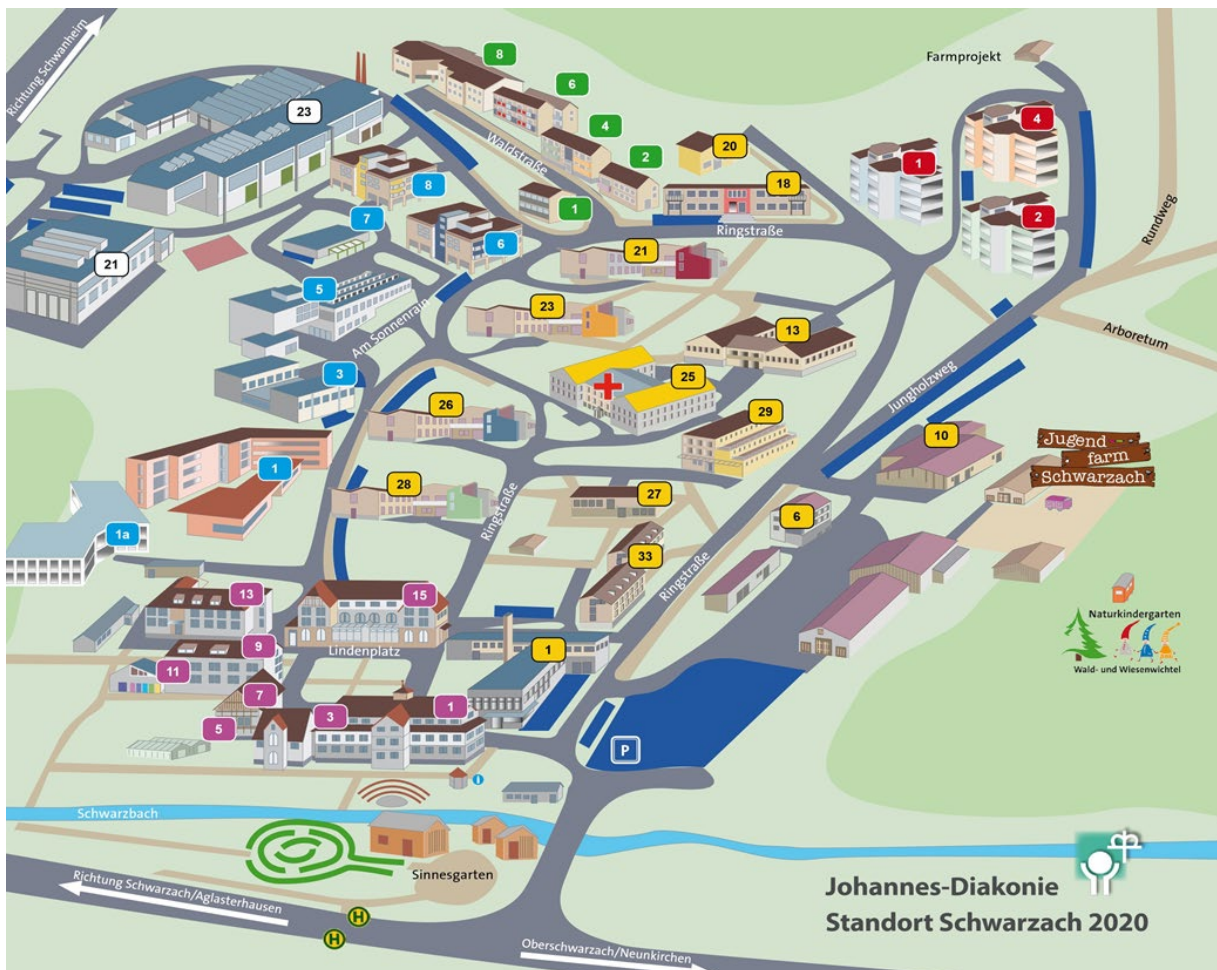 Richtung Schwanheim
Farmprojekt
8
6
4
2
1
Waldstraße
23
20
18
4
1
2
Rundweg
8
7
6
Ringstraße
21
21
5
Am Sonnenrain
23
13
Arboretum
3
25
Jungholzweg
26
29
10
Jugend
farm
Schwarzach
1
28
Ringstraße
27
6
1a
33
Ringstraße
13
15
Naturkindergarten
Wald- und Wiesenwichtel
9
Lindenplatz
1
11
7
5
3
1
P
i
Schwarzbach
Sinnesgarten
Richtung Schwarzach/Aglasterhausen
H
H
Oberschwarzach/Neunkirchen
Johannes-Diakonie
Standort Schwarzach 2020